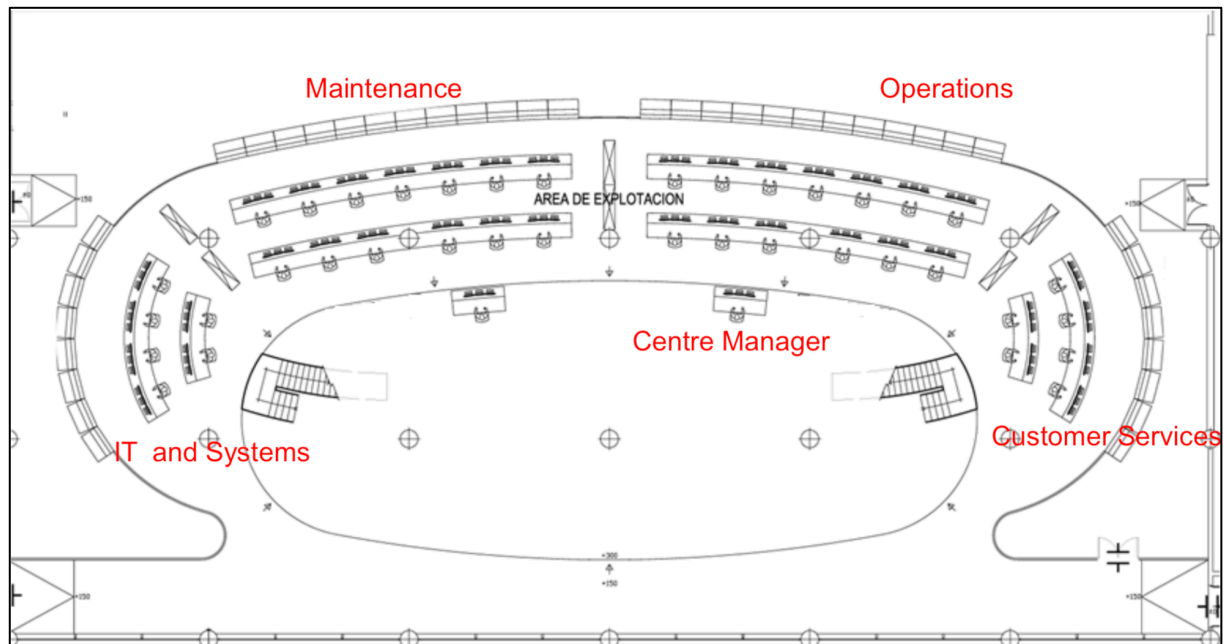 Maintenance
Operations
AREA DE EXPLOTACION
+150
+150
Centre Manager
IT and Systems
Customer Services
+300
+150
+150
+150